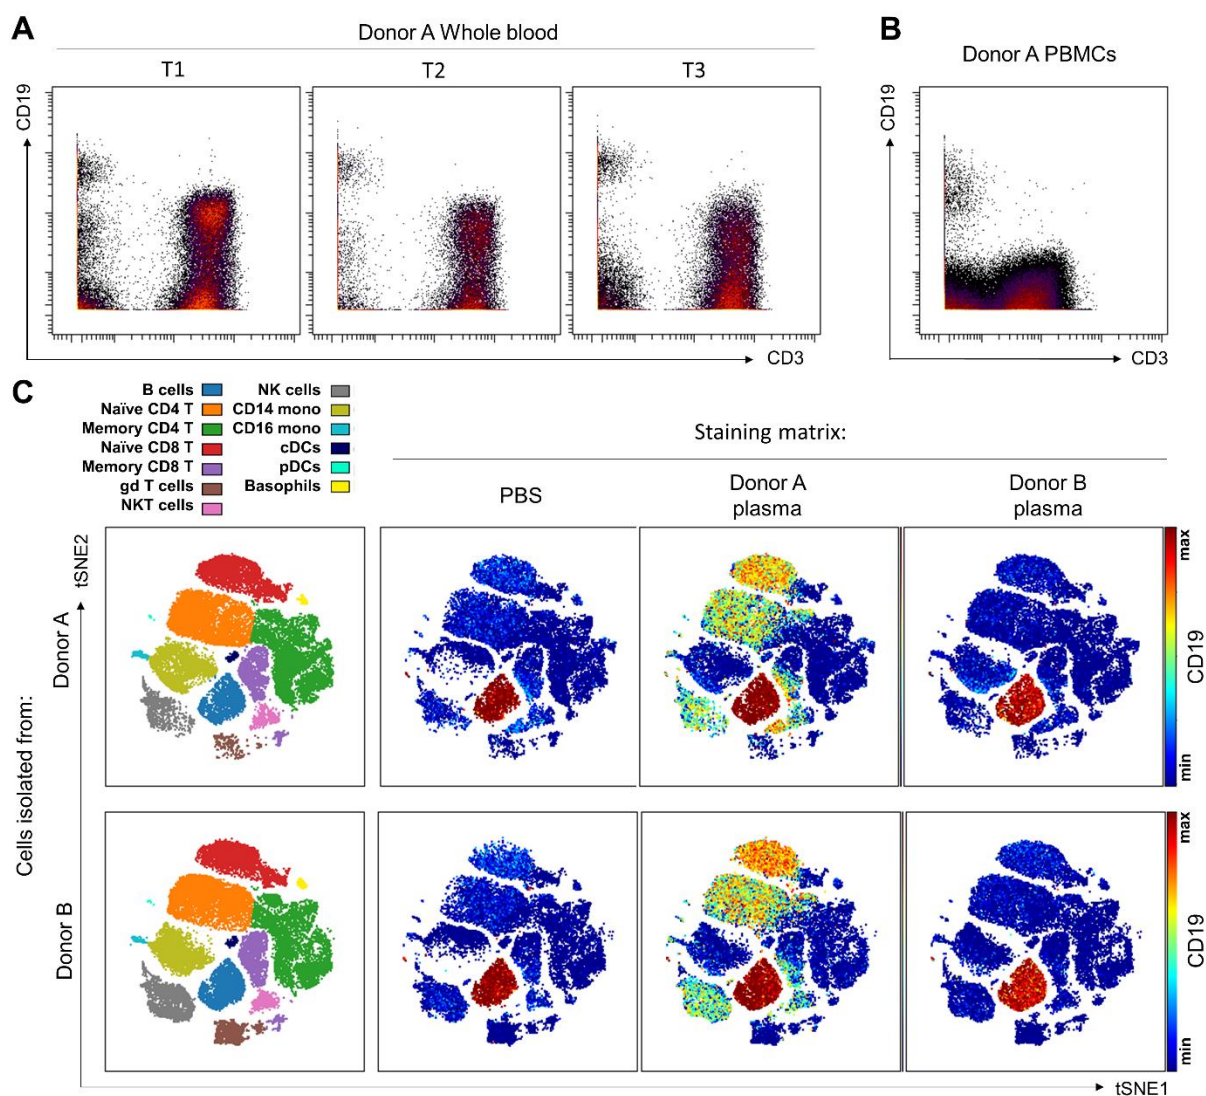 A
Donor A Whole blood
T1
T2
T3
CD19
CD3
B
Donor A PBMCs
CD19
CD3
C
B cells
Naïve CD4 T
Memory CD4 T
Naïve CD8 T
Memory CD8 T
gd T cells
NKT cells
NK cells
CD14 mono
CD16 mono
cDCs
pDCs
Basophils
Staining matrix:
PBS
Donor A
plasma
Donor B
plasma
Cells isolated from:
Donor A
tSNE2
max
CD19
min
Donor B
max
CD19
min
tSNE1